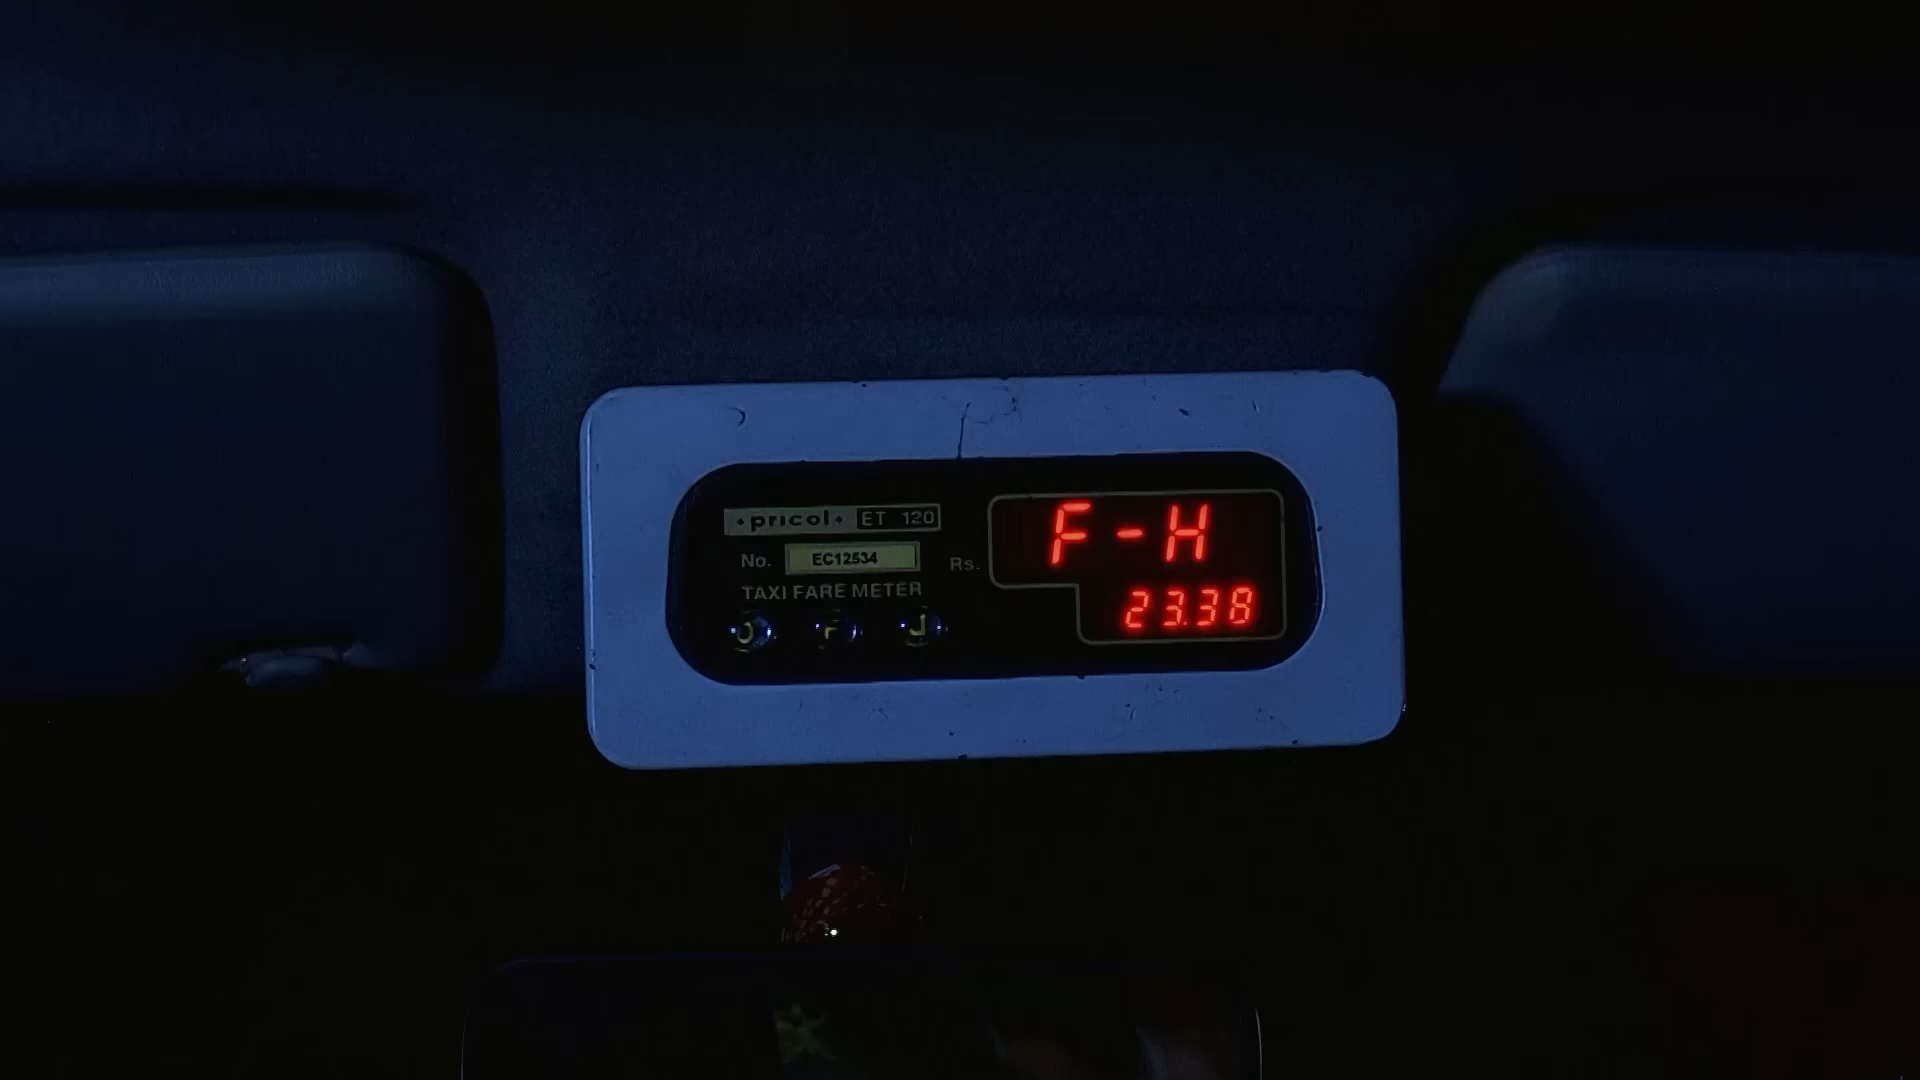 •pricol• ET 120
No. EC12534
TAXI FARE METER
Rs. F-H
23.38